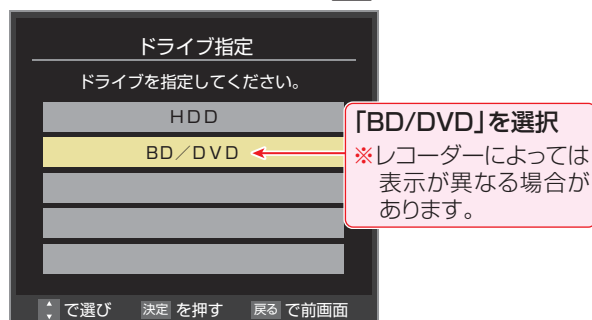 ドライブ指定
ドライブを指定してください。
HDD
BD／DVD
で選び 決定 を押す 戻る で前画面
「BD/DVD」を選択
※レコーダーによっては
表示が異なる場合が
あります。